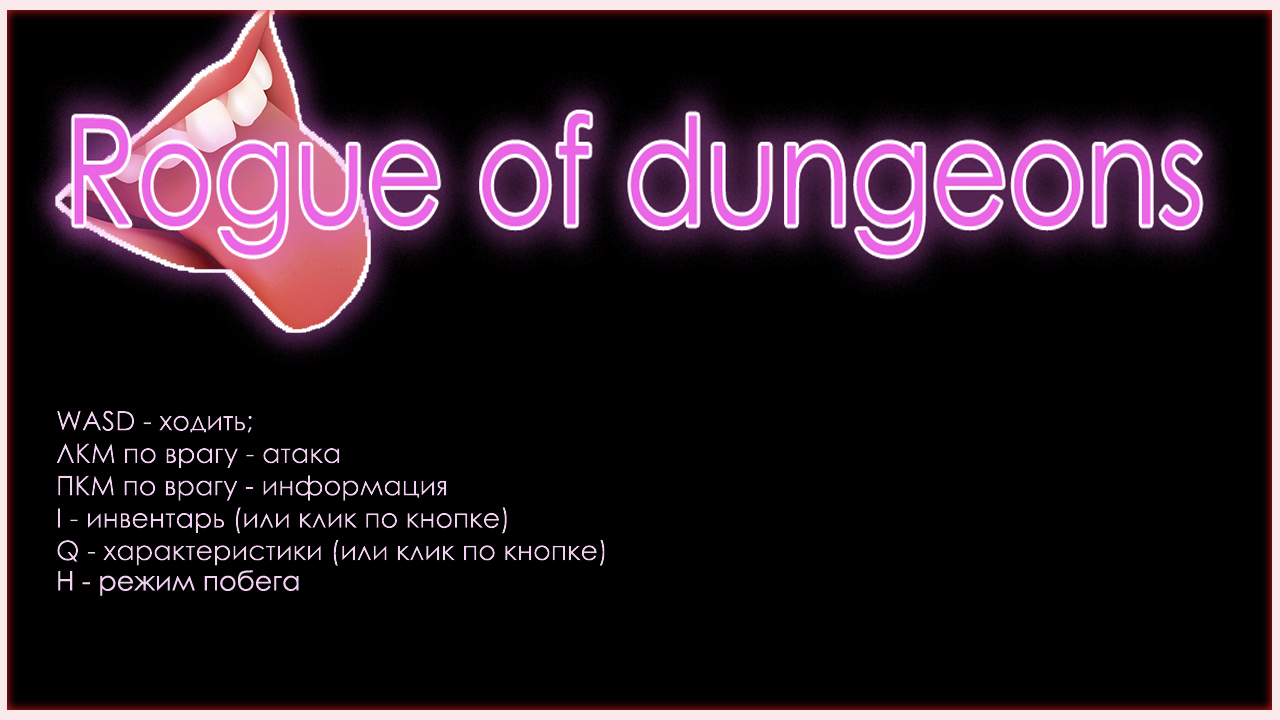 Rogue of dungeons
WASD - ходить;
ЛКМ по врагу - атака
ПКМ по врагу - информация
I - инвентарь (или клик по кнопке)
Q - характеристики (или клик по кнопке)
H - режим побега